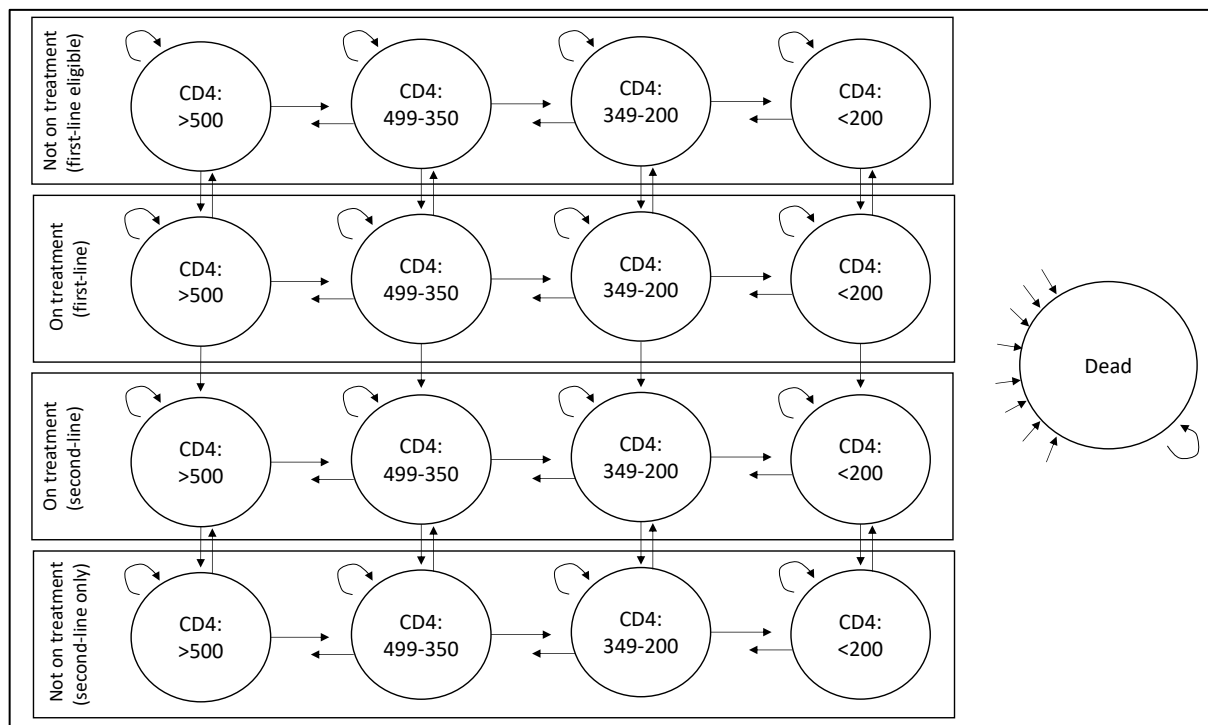 Not on treatment
(first-line eligible)
CD4:
>500
CD4:
499-350
CD4:
349-200
CD4:
<200
On treatment
(first-line)
CD4:
>500
CD4:
499-350
CD4:
349-200
CD4:
<200
Dead
On treatment
(second-line)
CD4:
>500
CD4:
499-350
CD4:
349-200
CD4:
<200
Not on treatment
(second-line only)
CD4:
>500
CD4:
499-350
CD4:
349-200
CD4:
<200